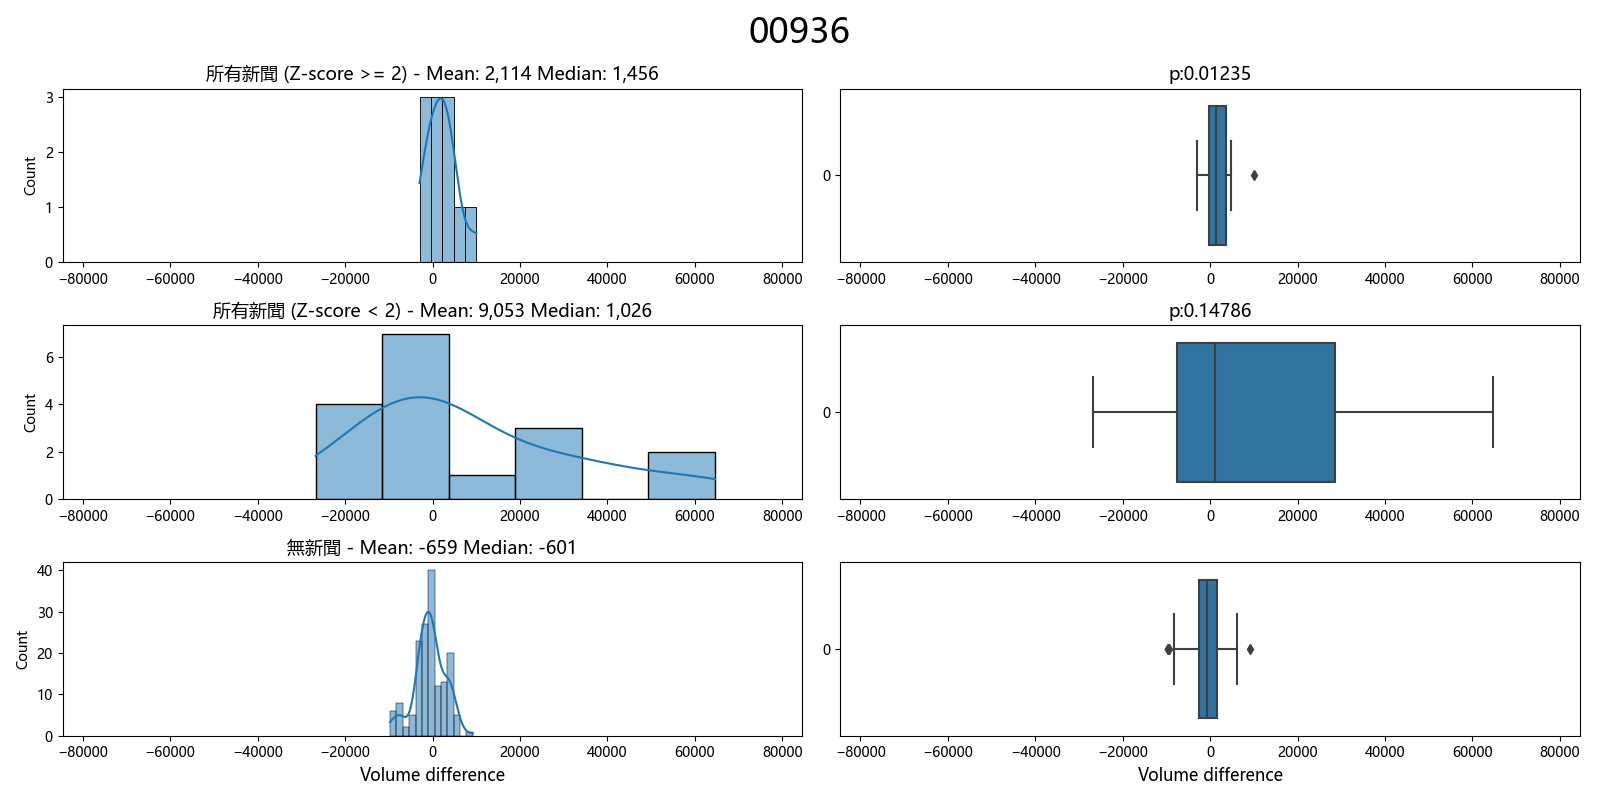 00936
所有新聞 (Z-score >= 2) - Mean: 2,114 Median: 1,456
p:0.01235
Count
3
2
1
0
−80000 −60000 −40000 −20000 0 20000 40000 60000 80000
0
−80000 −60000 −40000 −20000 0 20000 40000 60000 80000
所有新聞 (Z-score < 2) - Mean: 9,053 Median: 1,026
p:0.14786
Count
6
4
2
0
−80000 −60000 −40000 −20000 0 20000 40000 60000 80000
0
−80000 −60000 −40000 −20000 0 20000 40000 60000 80000
無新聞 - Mean: -659 Median: -601
Count
40
30
20
10
0
−80000 −60000 −40000 −20000 0 20000 40000 60000 80000
Volume difference
0
−80000 −60000 −40000 −20000 0 20000 40000 60000 80000
Volume difference